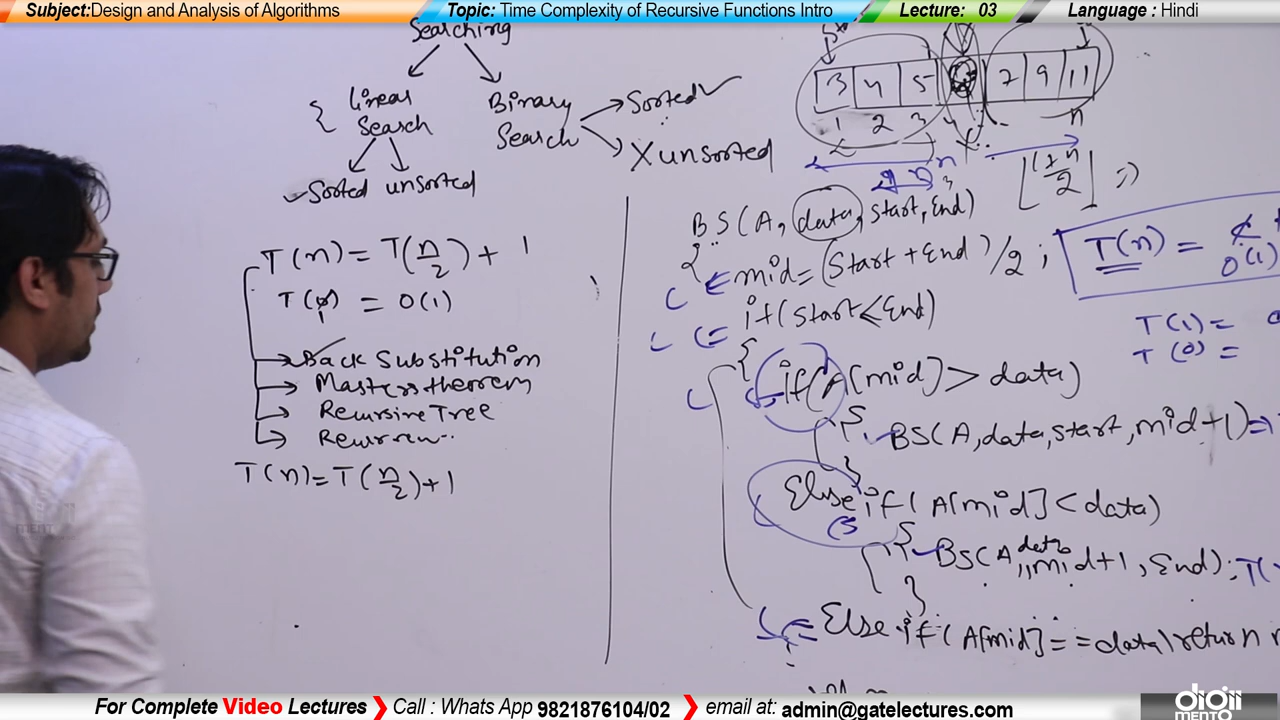 Subject:Design and Analysis of Algorithms
Topic: Time Complexity of Recursive Functions Intro
Lecture: 03
Language : Hindi
Searching
Linear Search
Binary Search
Sorted
X unsorted
Sorted unsorted
3 4 5 7 9 11
1 2 3 4 n
T(n) = T(n/2) + 1
T(1) = O(1)
Back Substitution
Masters theorem
Recursive Tree
T(n) = T(n/2) + 1
BS(A, data, start, End)
{
mid = (Start + End)/2 ;
if(start <= End)
{
if(A[mid] > data)
{
BS(A, data, start, mid+1) =>
}
Else if( A[mid] < data)
{
BS(A, data, mid+1, End);
}
Else if( A[mid] == data) return
T(n) =
O(1)
T(1) =
T(0) =
For Complete Video Lectures
Call : Whats App 9821876104/02
email at: admin@gatelectures.com
digii
MENTO